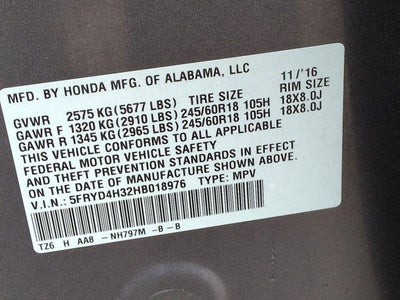 MFD. BY HONDA MFG. OF ALABAMA, LLC
11/'16
GVWR 2575 KG (5677 LBS) TIRE SIZE RIM SIZE
GAWR F 1320 KG (2910 LBS) 245/60R18 105H 18X8.0J
GAWR R 1345 KG (2965 LBS) 245/60R18 105H 18X8.0J
THIS VEHICLE CONFORMS TO ALL APPLICABLE
FEDERAL MOTOR VEHICLE SAFETY
AND THEFT PREVENTION STANDARDS IN EFFECT
ON THE DATE OF MANUFACTURE SHOWN ABOVE.
V.I.N.: 5FRYD4H32HB018976 TYPE: MPV
TZ6 H AA8 -NH797M -B -B